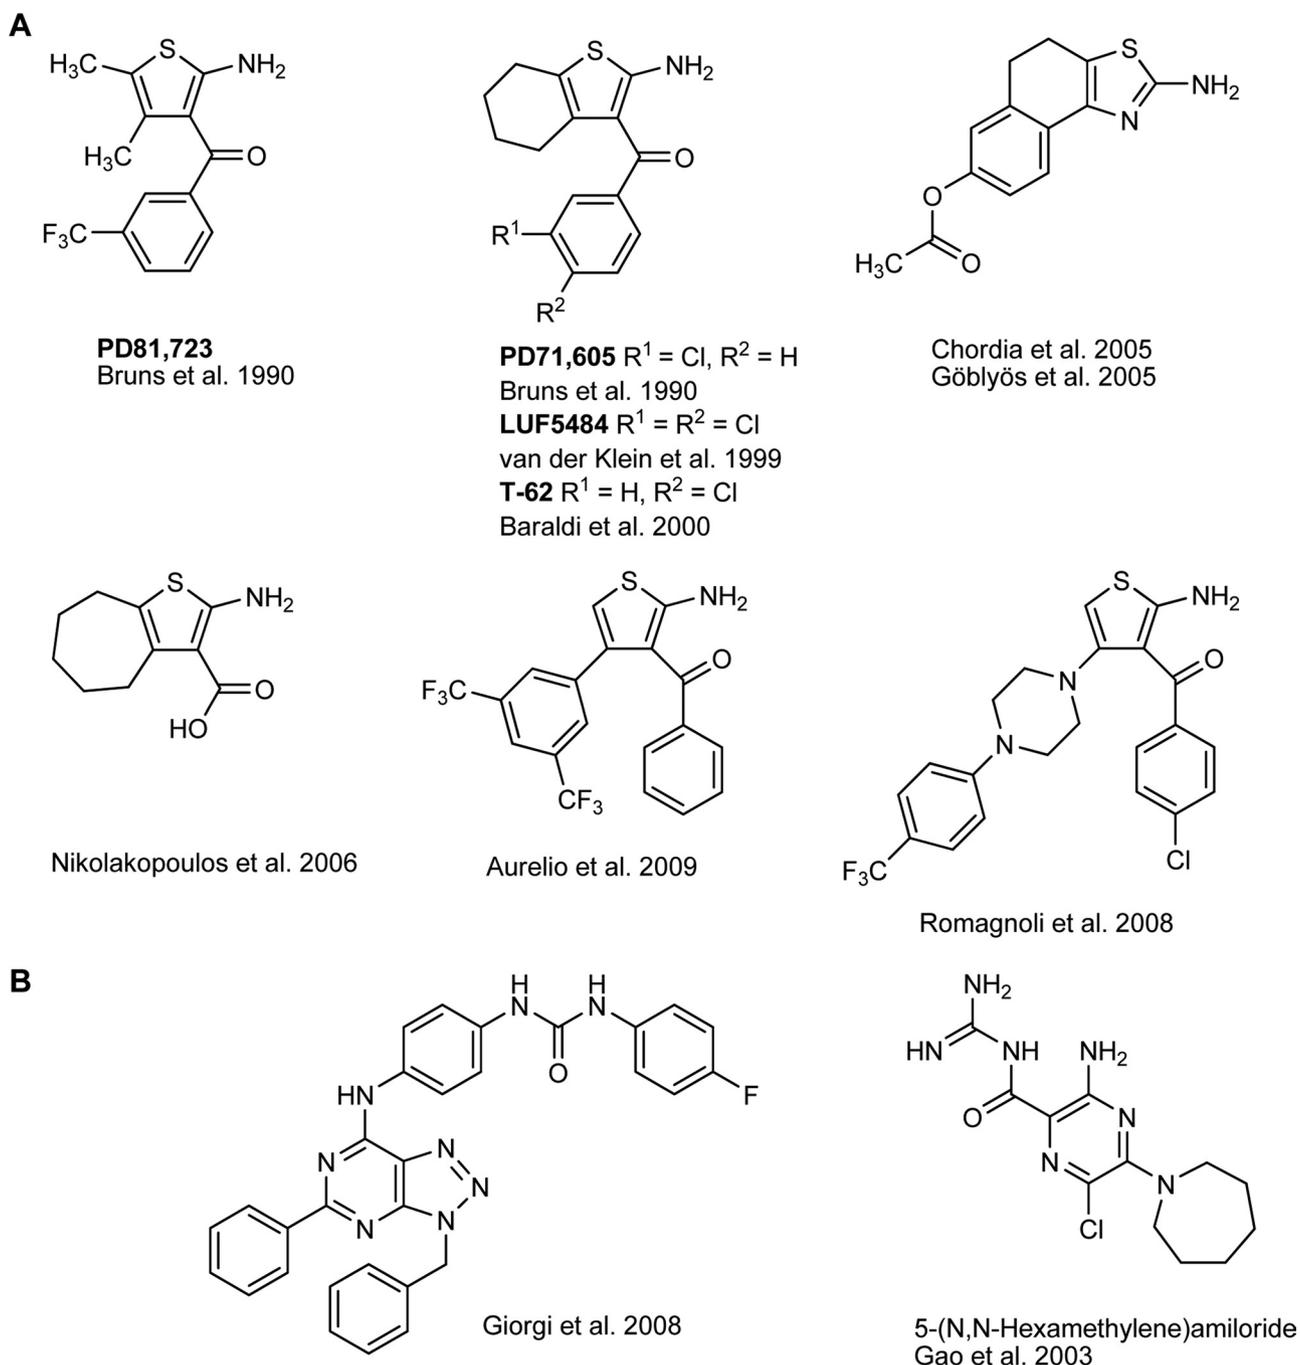 A
H₃C S NH₂
H₃C O
F₃C
PD81,723
Bruns et al. 1990
S NH₂
O
R¹
R²
PD71,605 R¹ = Cl, R² = H
Bruns et al. 1990
LUF5484 R¹ = R² = Cl
van der Klein et al. 1999
T-62 R¹ = H, R² = Cl
Baraldi et al. 2000
S
NH₂
N
O
H₃C O
Chordia et al. 2005
Göblyös et al. 2005
S NH₂
O
HO
Nikolakopoulos et al. 2006
S NH₂
O
F₃C
CF₃
Aurelio et al. 2009
S NH₂
O
N
N
F₃C Cl
Romagnoli et al. 2008
B
H H
N N
O
F
HN
N N
N
N N
Giorgi et al. 2008
NH₂
HN NH NH₂
O N
N
N
Cl
5-(N,N-Hexamethylene)amiloride
Gao et al. 2003